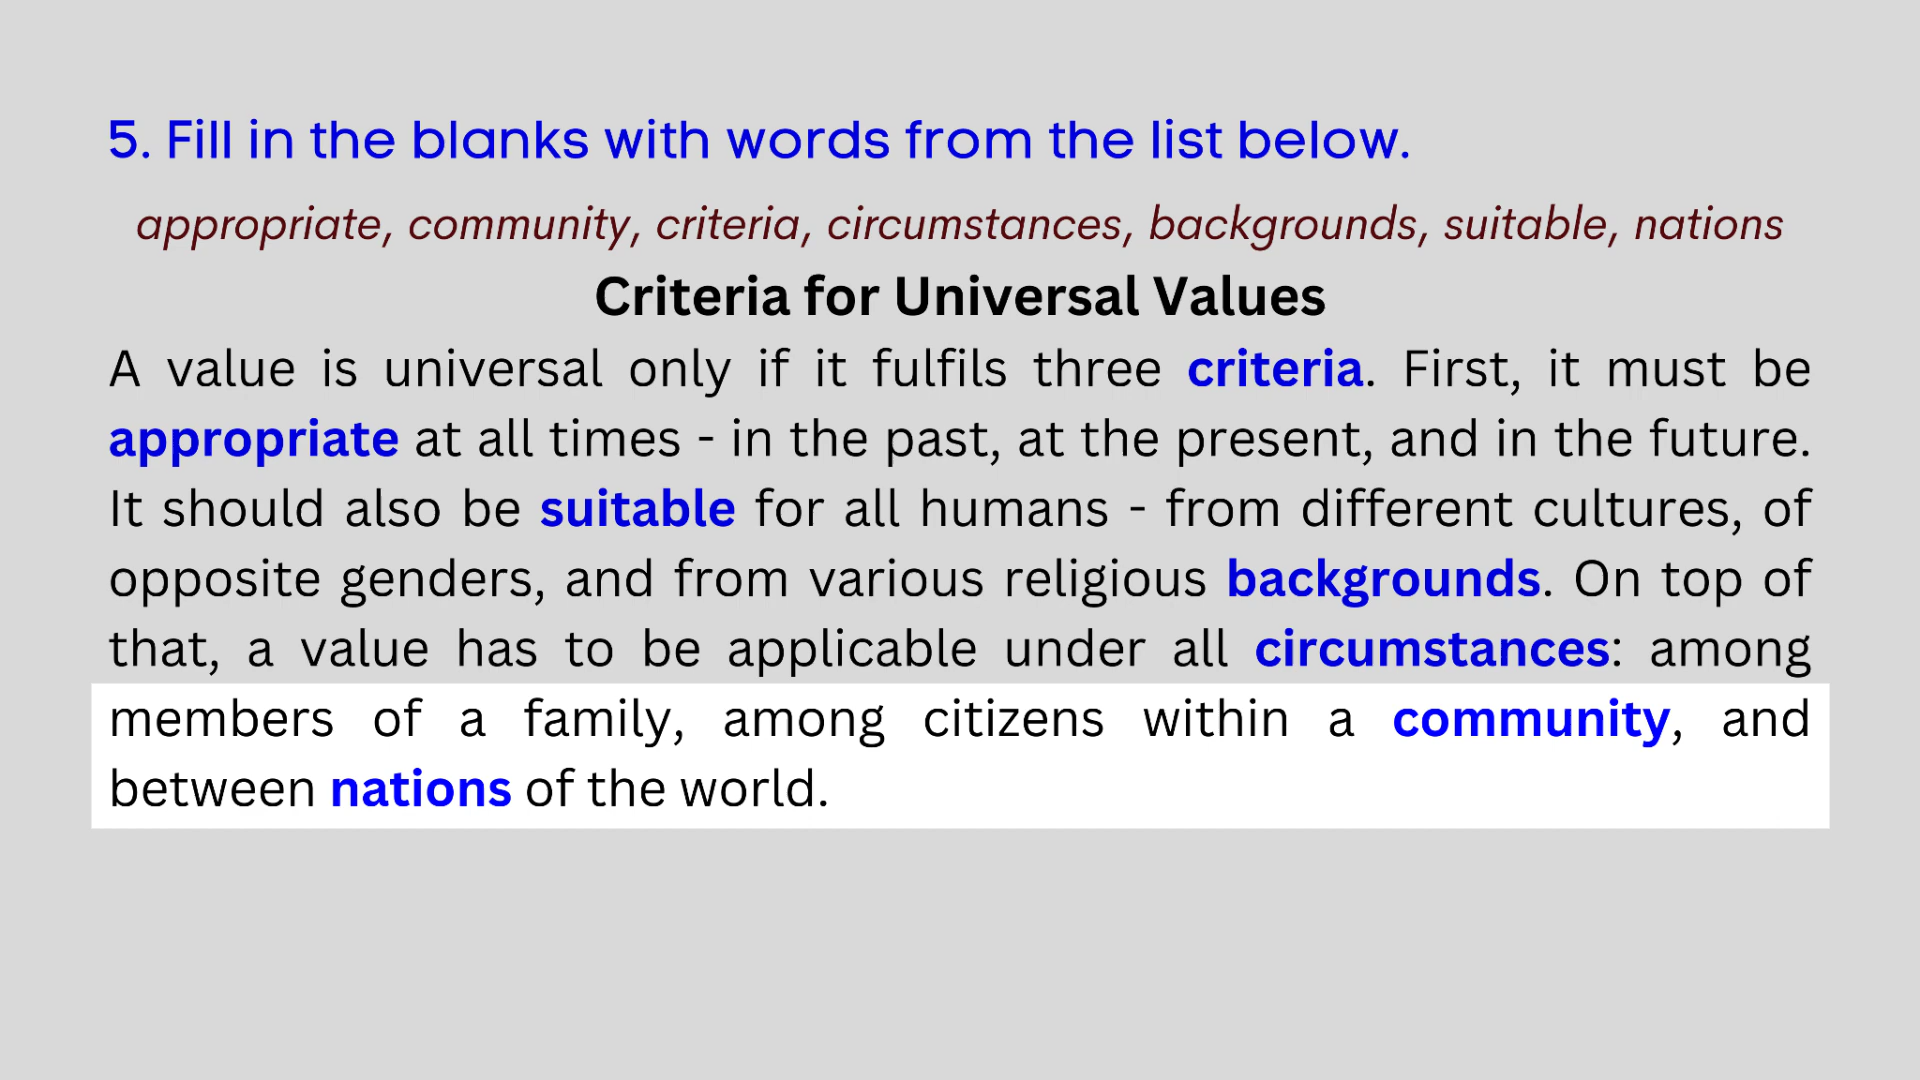 5. Fill in the blanks with words from the list below.
appropriate, community, criteria, circumstances, backgrounds, suitable, nations
Criteria for Universal Values
A value is universal only if it fulfils three criteria. First, it must be
appropriate at all times - in the past, at the present, and in the future.
It should also be suitable for all humans - from different cultures, of
opposite genders, and from various religious backgrounds. On top of
that, a value has to be applicable under all circumstances: among
members of a family, among citizens within a community, and
between nations of the world.